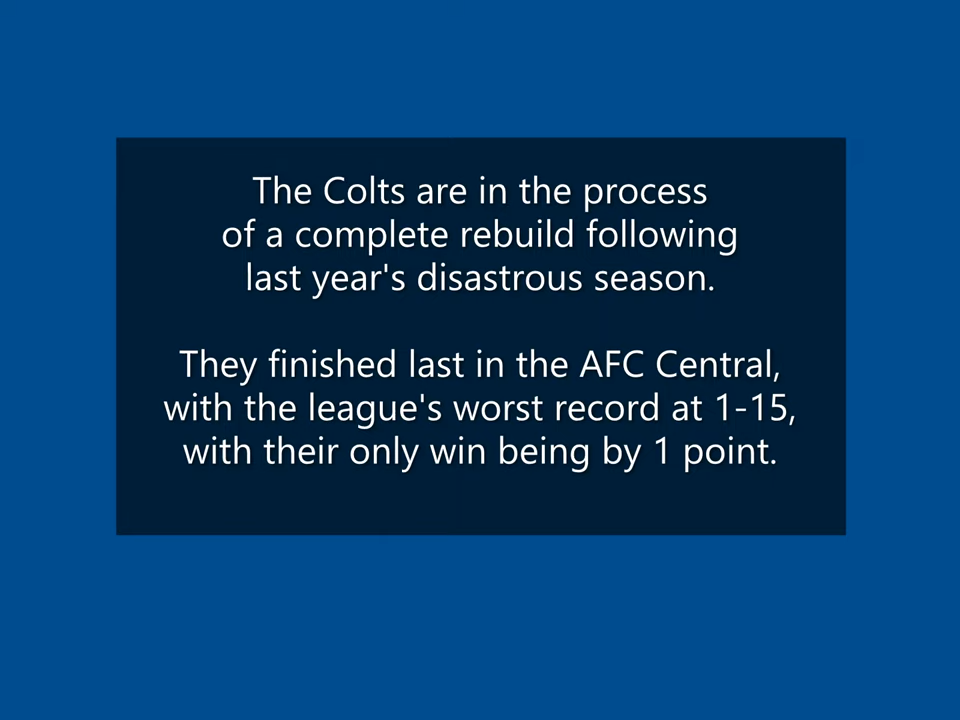 The Colts are in the process
of a complete rebuild following
last year's disastrous season.
They finished last in the AFC Central,
with the league's worst record at 1-15,
with their only win being by 1 point.